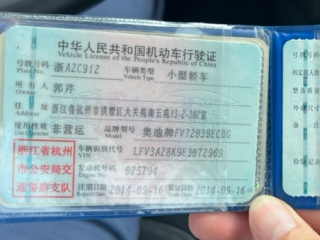 中华人民共和国机动车行驶证
Vehicle License of the People's Republic of China
号牌号码 浙AZC912 车辆类型 小型轿车
Plate No. Vehicle Type
所有人 郭芹
Owner
住址 浙江省杭州市拱墅区大关苑南五苑13-2-302室
Address
使用性质 非营运 品牌型号 奥迪牌FV7203BECBG
Use Character Model
浙江省杭州
市公安局交
通警察支队
车辆识别代号 LFV3A28K9E3072969
VIN
发动机号码 025794
Engine No.
注册日期 2014-09-16 发证日期 2014-09-16
Register Date Issue Date
号牌号码